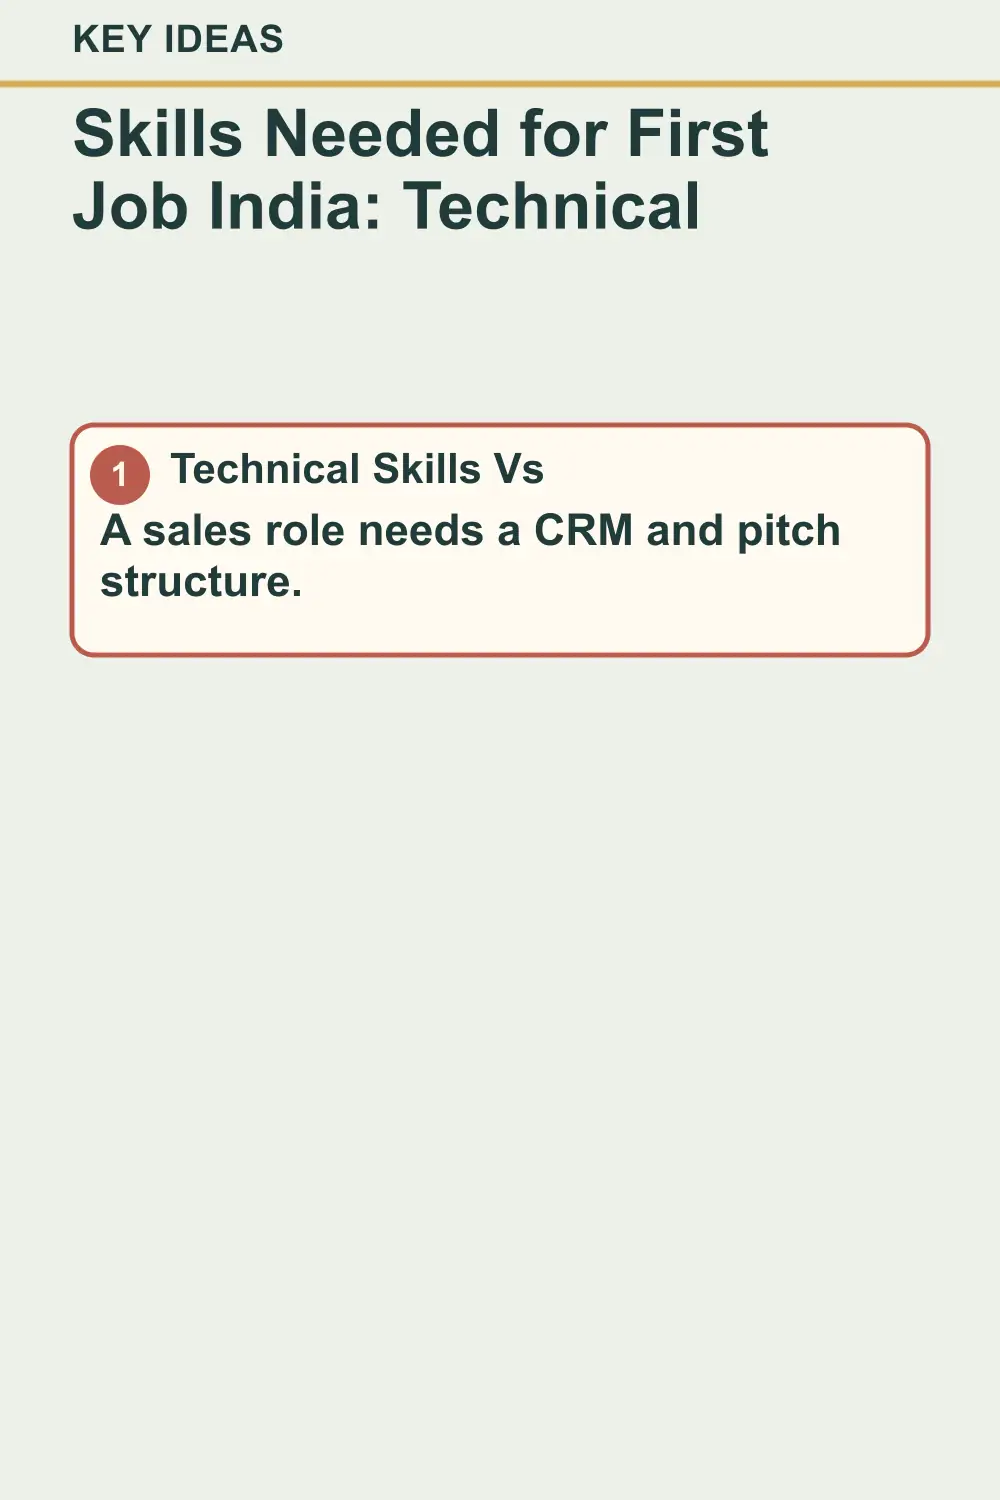 KEY IDEAS
Skills Needed for First
Job India: Technical
1 Technical Skills Vs
A sales role needs a CRM and pitch
structure.